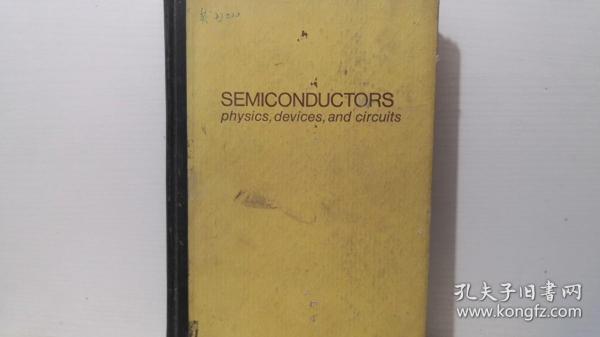 SEMICONDUCTORS
physics, devices, and circuits
孔夫子旧书网
www.kongfz.com